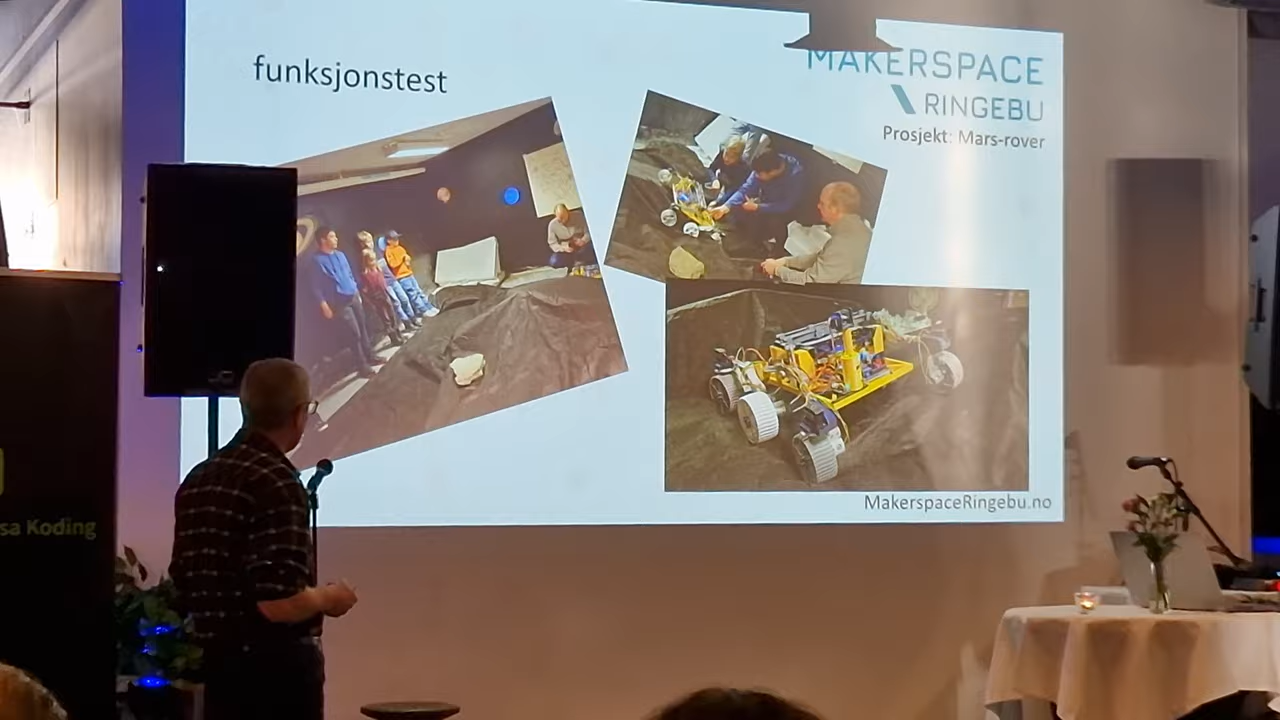 funksjonstest
MAKERSPACE
RINGEBU
Prosjekt: Mars-rover
MakerspaceRingebu.no
sa Koding